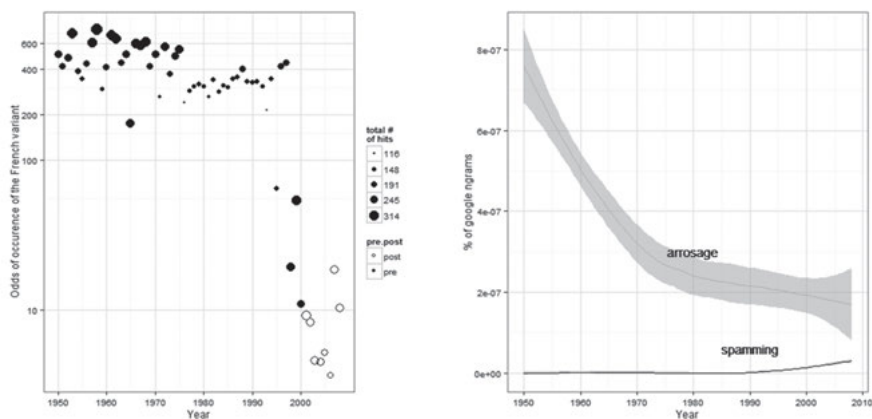 Odds of occurence of the French variant
600
400
200
100
10
1950
1960
1970
1980
1990
2000
Year
total #
of hits
116
148
191
245
314
pre.post
post
pre
% of google ngrams
8e-07
6e-07
4e-07
2e-07
0e+00
arrosage
spamming
1950
1960
1970
1980
1990
2000
2010
Year